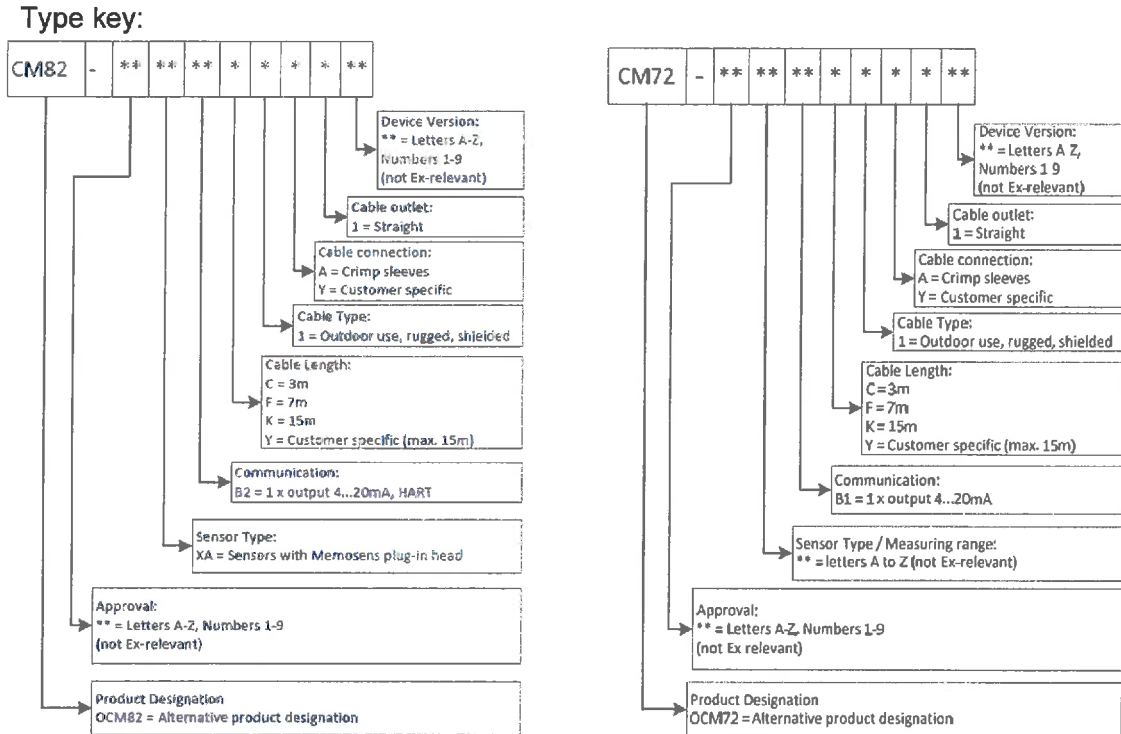 Type key:
CM82 - ** ** ** * * * * **
Device Version:
** = Letters A-Z,
Numbers 1-9
(not Ex-relevant)
Cable outlet:
1 = Straight
Cable connection:
A = Crimp sleeves
Y = Customer specific
Cable Type:
1 = Outdoor use, rugged, shielded
Cable Length:
C = 3m
F = 7m
K = 15m
Y = Customer specific (max. 15m)
Communication:
B2 = 1 x output 4...20mA, HART
Sensor Type:
XA = Sensors with Memosens plug-in head
Approval:
** = Letters A-Z, Numbers 1-9
(not Ex-relevant)
Product Designation
OCM82 = Alternative product designation
CM72 - ** ** ** * * * * **
Device Version:
** = Letters A Z,
Numbers 1 9
(not Ex-relevant)
Cable outlet:
1 = Straight
Cable connection:
A = Crimp sleeves
Y = Customer specific
Cable Type:
1 = Outdoor use, rugged, shielded
Cable Length:
C = 3m
F = 7m
K = 15m
Y = Customer specific (max. 15m)
Communication:
B1 = 1 x output 4...20mA
Sensor Type / Measuring range:
** = letters A to Z (not Ex-relevant)
Approval:
** = Letters A-Z, Numbers 1-9
(not Ex relevant)
Product Designation
OCM72 = Alternative product designation